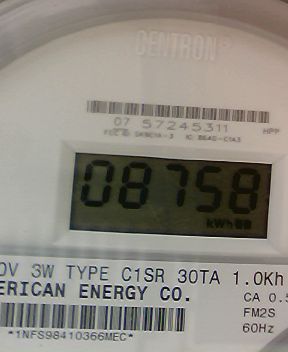 CENTRON®
07 57245311
HPP
08758
kWh
0V 3W TYPE C1SR 30TA 1.0Kh
ERICAN ENERGY CO.
CA 0.5
FM2S
60Hz
*1NFS98410366MEC*